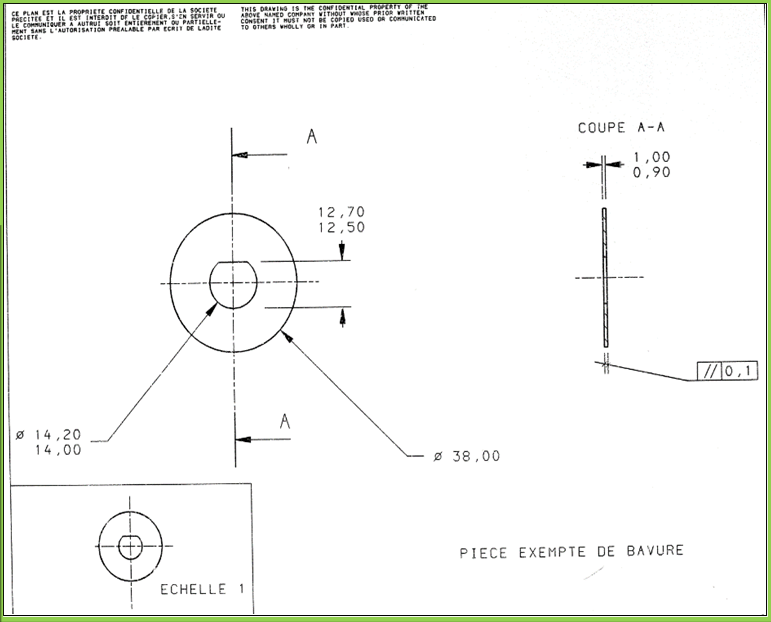 CE PLAN EST LA PROPRIETE CONFIDENTIELLE DE LA SOCIETE
PRECITEE ET IL EST INTERDIT DE LE COPIER,S'EN SERVIR OU
LE COMMUNIQUER A AUTRUI SOIT ENTIEREMENT OU PARTIELLE-
MENT SANS L'AUTORISATION PREALABLE PAR ECRIT DE LADITE
SOCIETE.
THIS DRAWING IS THE CONFIDENTIAL PROPERTY OF THE
ABOVE NAMED COMPANY WITHOUT WHOSE PRIOR WRITTEN
CONSENT IT MUST NOT BE COPIED USED OR COMMUNICATED
TO OTHERS WHOLLY OR IN PART.
A
COUPE A-A
1,00
0,90
12,70
12,50
// 0,1
A
Ø 14,20
14,00
Ø 38,00
ECHELLE 1
PIECE EXEMPTE DE BAVURE